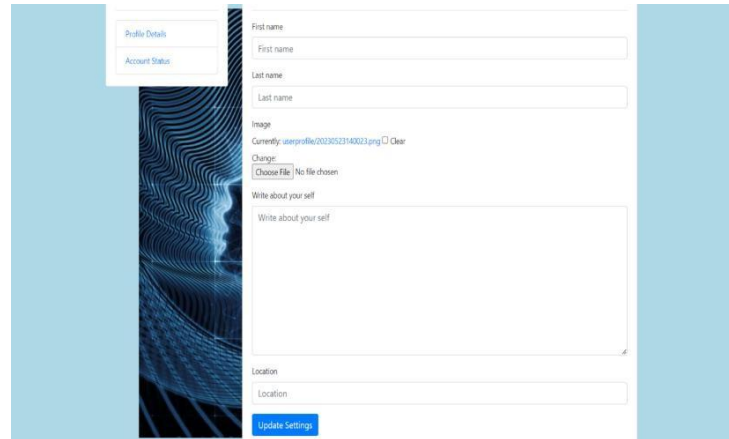 Profile Details
Account Status
First name
First name
Last name
Last name
Image
Currently: userprofile/20230523140023.png Clear
Change:
Choose File No file chosen
Write about your self
Write about your self
Location
Location
Update Settings